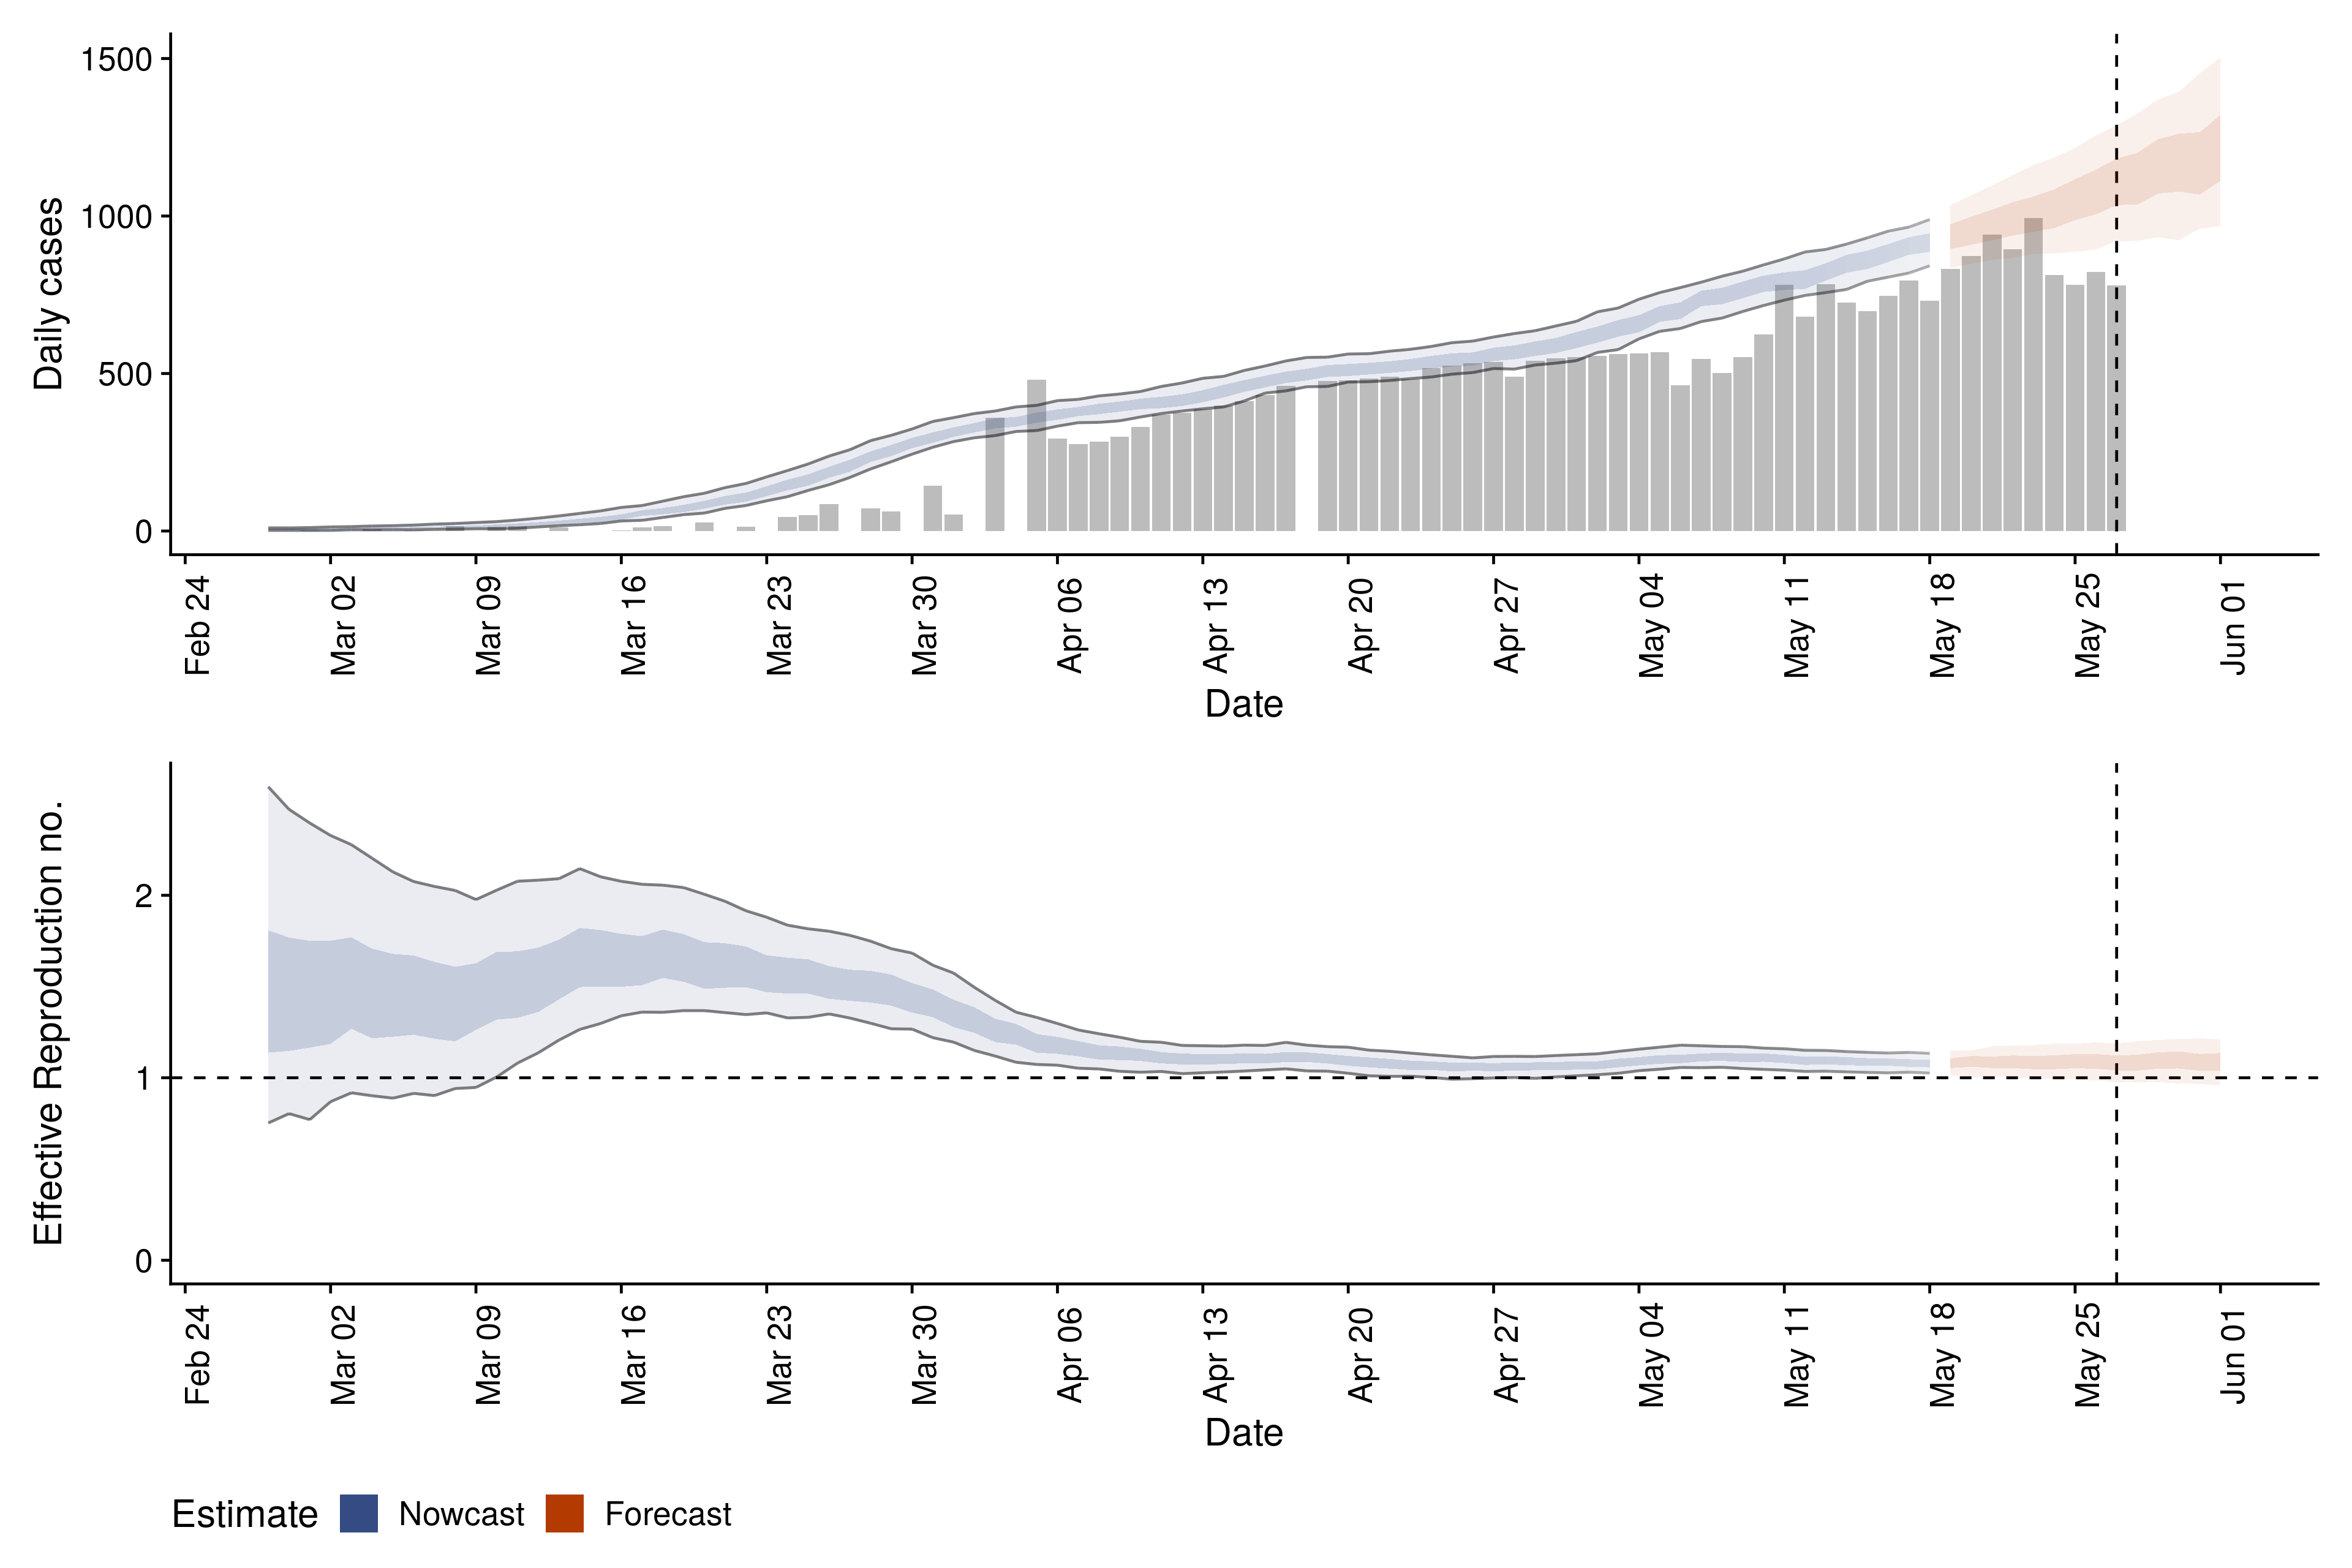 Daily cases
1500
1000
500
0
Feb 24
Mar 02
Mar 09
Mar 16
Mar 23
Mar 30
Apr 06
Apr 13
Apr 20
Apr 27
May 04
May 11
May 18
May 25
Jun 01
Date
Effective Reproduction no.
2
1
0
Feb 24
Mar 02
Mar 09
Mar 16
Mar 23
Mar 30
Apr 06
Apr 13
Apr 20
Apr 27
May 04
May 11
May 18
May 25
Jun 01
Date
Estimate Nowcast Forecast